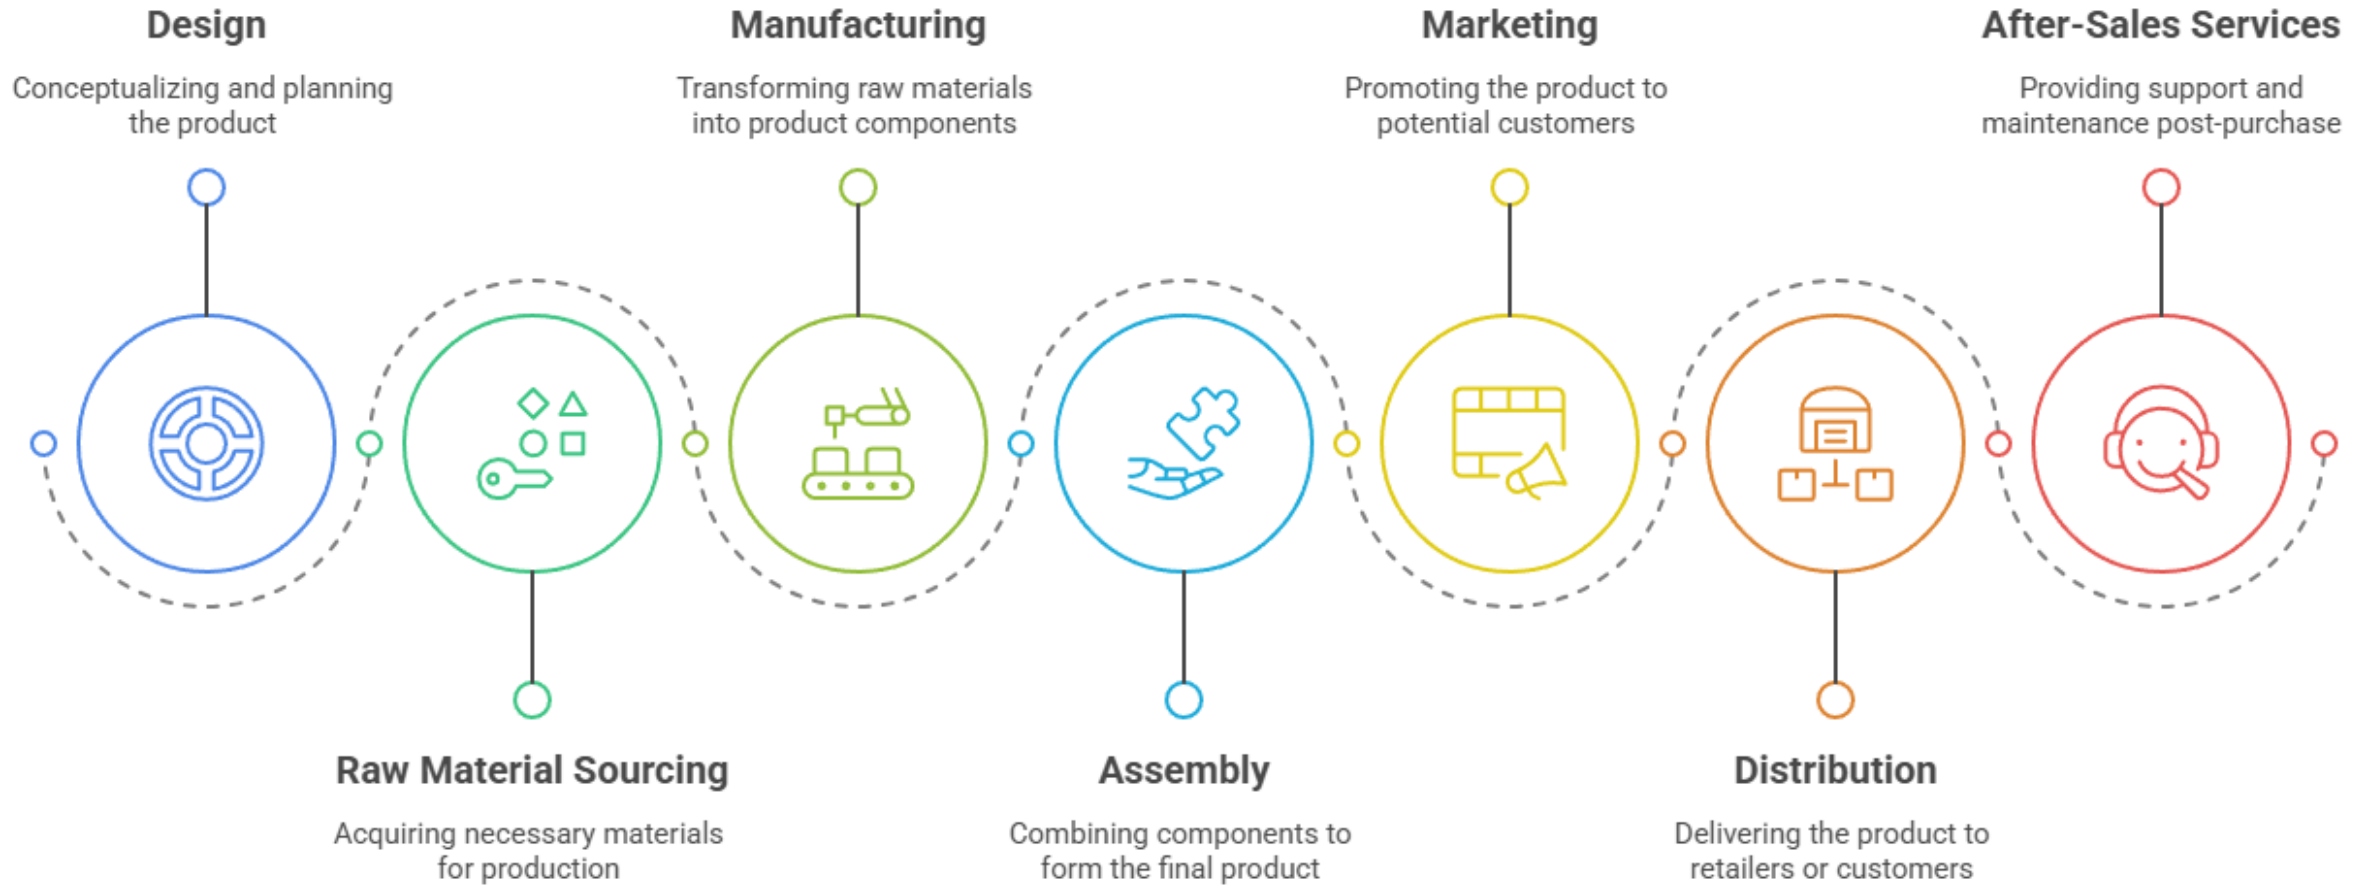 Design
Conceptualizing and planning
the product
Raw Material Sourcing
Acquiring necessary materials
for production
Manufacturing
Transforming raw materials
into product components
Assembly
Combining components to
form the final product
Marketing
Promoting the product to
potential customers
Distribution
Delivering the product to
retailers or customers
After-Sales Services
Providing support and
maintenance post-purchase